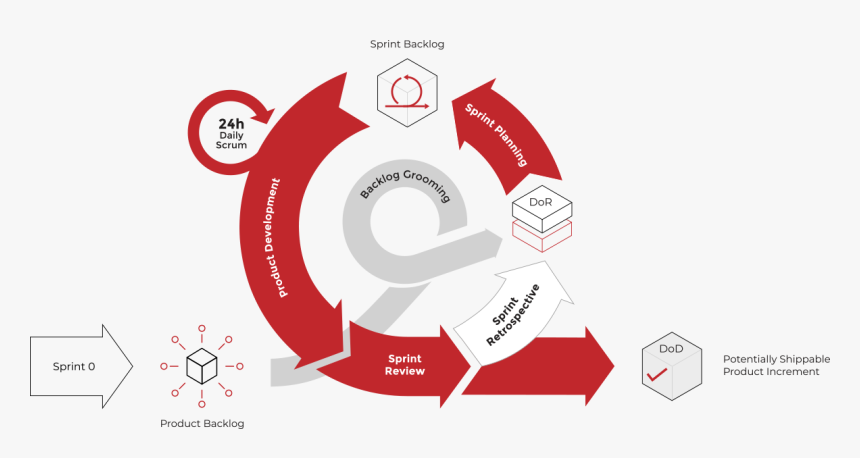 Sprint Backlog
24h
Daily
Scrum
Sprint Planning
Backlog Grooming
DoR
Product Development
Sprint
Retrospective
Sprint 0
Sprint
Review
DoD
Potentially Shippable
Product Increment
Product Backlog